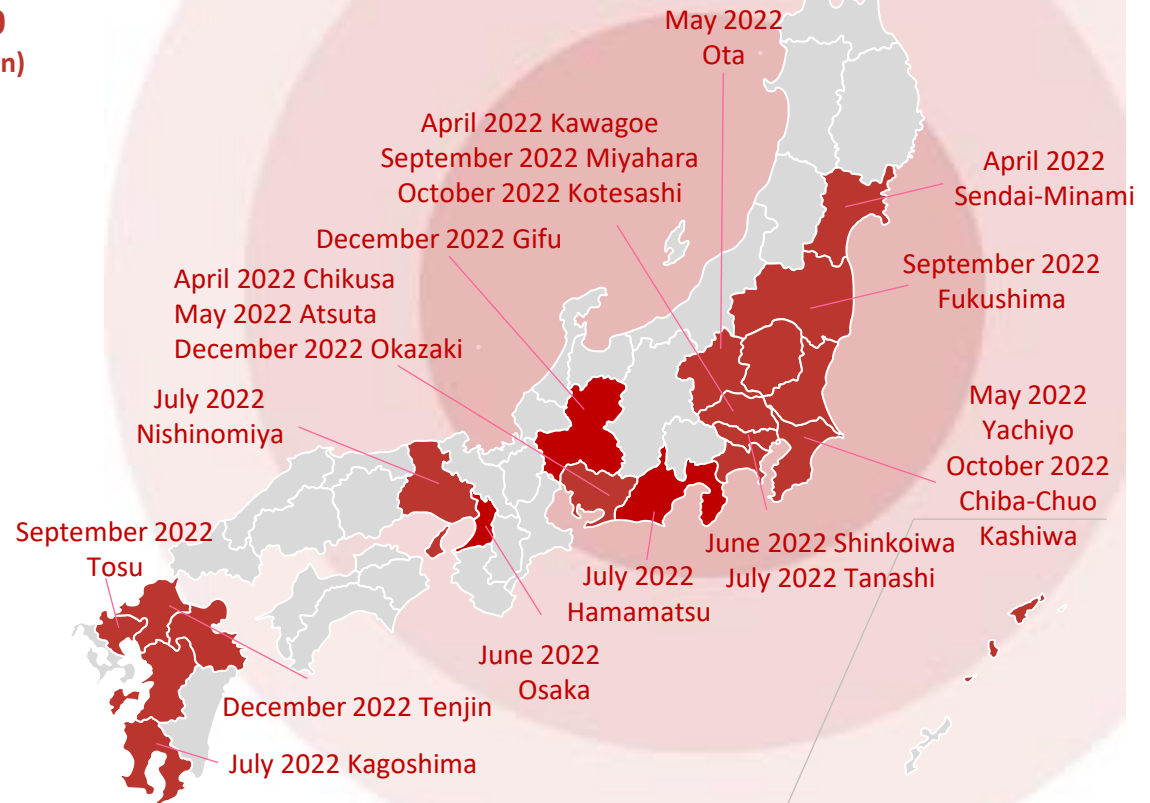 0
n)
May 2022
Ota
April 2022 Kawagoe
September 2022 Miyahara
October 2022 Kotesashi
April 2022
Sendai-Minami
December 2022 Gifu
September 2022
Fukushima
April 2022 Chikusa
May 2022 Atsuta
December 2022 Okazaki
July 2022
Nishinomiya
May 2022
Yachiyo
October 2022
Chiba-Chuo
Kashiwa
September 2022
Tosu
June 2022 Shinkoiwa
July 2022 Tanashi
July 2022
Hamamatsu
June 2022
Osaka
December 2022 Tenjin
July 2022 Kagoshima